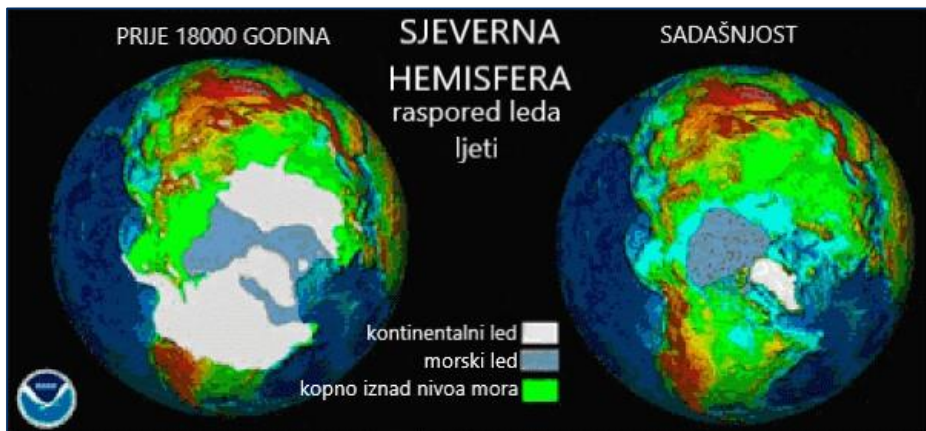 PRIJE 18000 GODINA
SJEVERNA
HEMISFERA
raspored leda
ljeti
SADAŠNJOST
kontinentalni led
morski led
kopno iznad nivoa mora